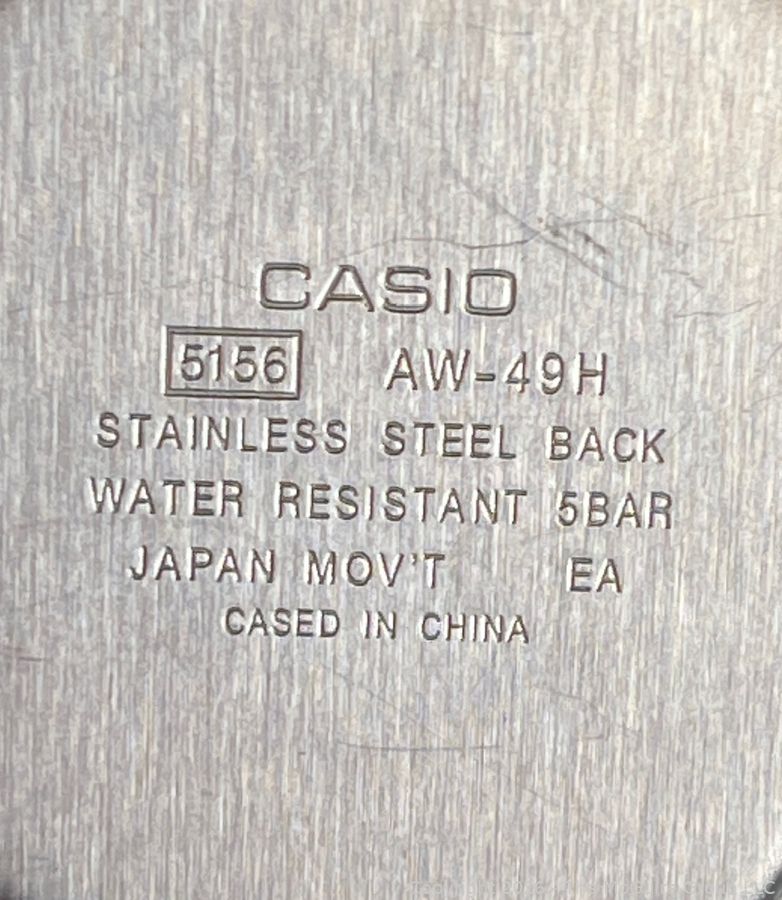 CASIO
5156 AW-49H
STAINLESS STEEL BACK
WATER RESISTANT 5BAR
JAPAN MOV'T EA
CASED IN CHINA